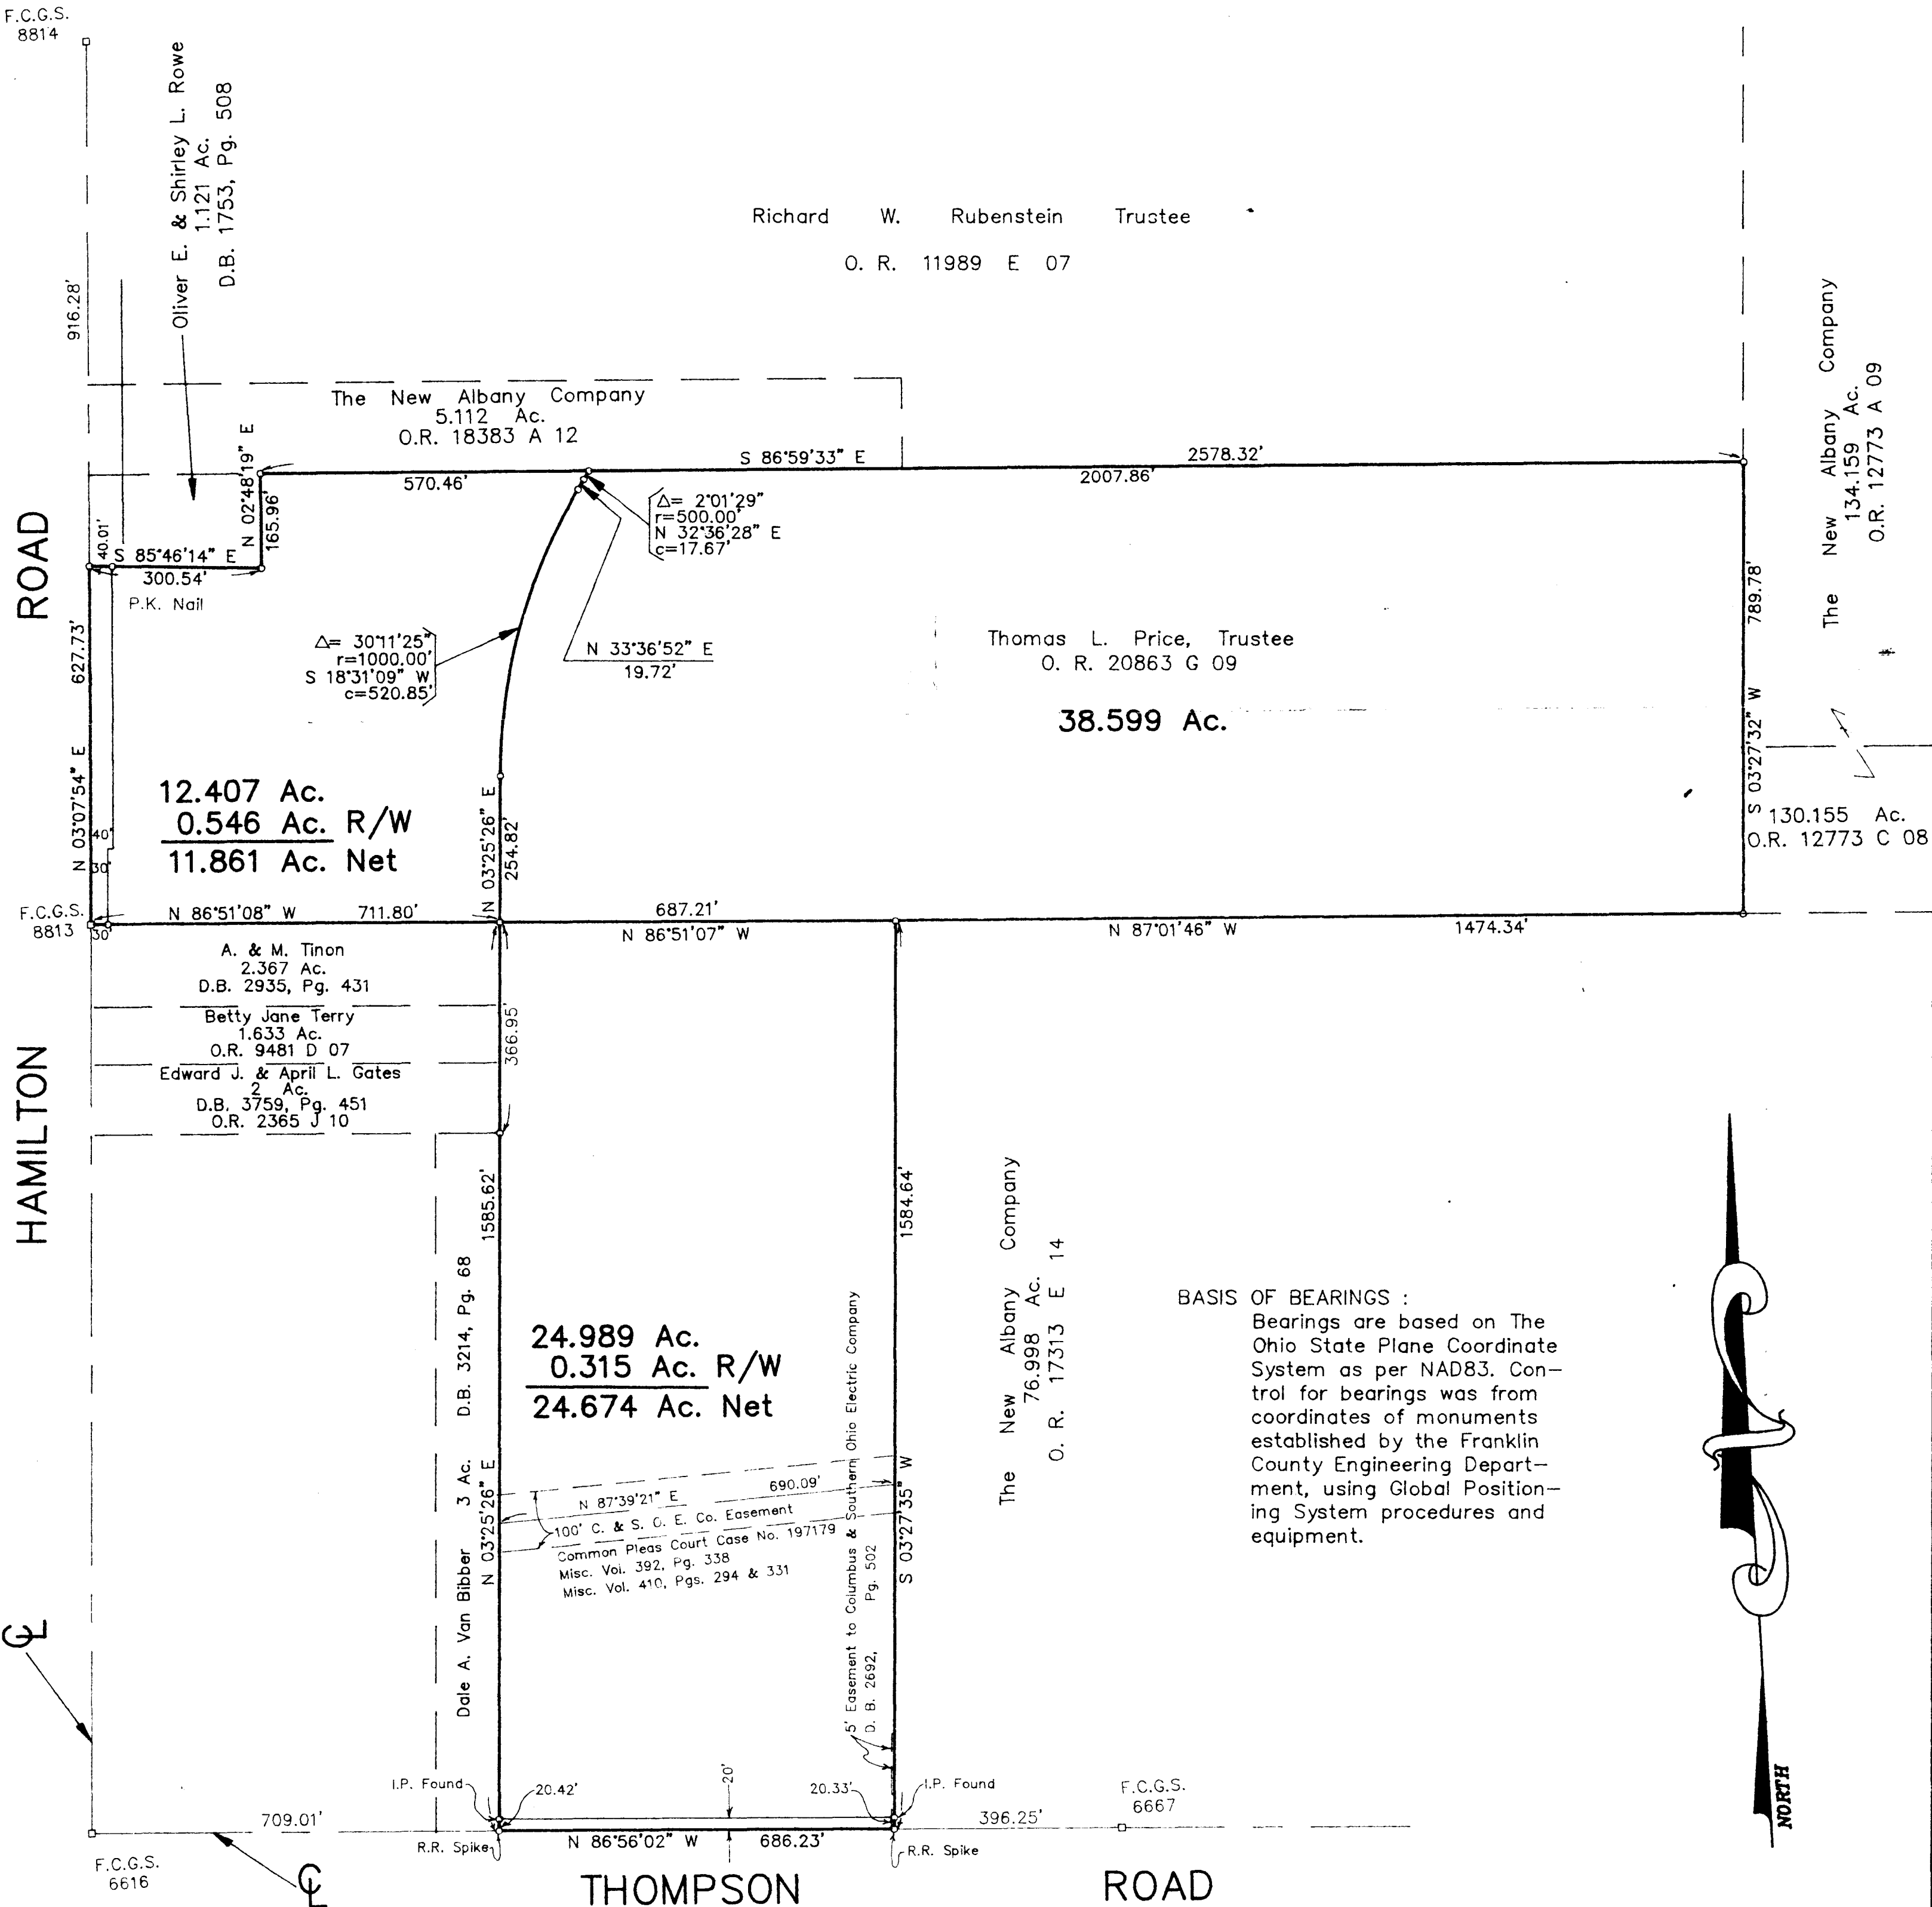 F.C.G.S.
8814
Oliver E. & Shirley L. Rowe
1.121 Ac.
D.B. 1753, Pg. 508
Richard W. Rubenstein Trustee
O. R. 11989 E 07
916.28'
The New Albany Company
5.112 Ac.
O.R. 18383 A 12
The New Albany Company
134.159 Ac.
O.R. 12773 A 09
S 86°59'33" E
2578.32'
570.46'
2007.86'
N 02°48'19" E
165.96'
Δ= 2°01'29"
r=500.00'
N 32°36'28" E
c=17.67'
40.01'
S 85°46'14" E
300.54'
P.K. Nail
ROAD
627.73'
N 03°07'54" E
Δ= 30°11'25"
r=1000.00'
S 18°31'09" W
c=520.85'
N 33°36'52" E
19.72'
Thomas L. Price, Trustee
O. R. 20863 G 09
38.599 Ac.
789.78'
S 03°27'32" W
130.155 Ac.
O.R. 12773 C 08
12.407 Ac.
0.546 Ac. R/W
11.861 Ac. Net
40'
30'
N 03°25'26" E
254.82'
F.C.G.S.
8813
30'
N 86°51'08" W 711.80'
687.21'
N 86°51'07" W
N 87°01'46" W 1474.34'
A. & M. Tinon
2.367 Ac.
D.B. 2935, Pg. 431
Betty Jane Terry
1.633 Ac.
O.R. 9481 D 07
Edward J. & April L. Gates
2 Ac.
D.B. 3759, Pg. 451
O.R. 2365 J 10
366.95'
HAMILTON
1585.62'
1584.64'
Dale A. Van Bibber 3 Ac. D.B. 3214, Pg. 68
N 03°25'26" E
24.989 Ac.
0.315 Ac. R/W
24.674 Ac. Net
5' Easement to Columbus & Southern Ohio Electric Company
D. B. 2692, Pg. 502
S 03°27'35" W
The New Albany Company
76.998 Ac.
O. R. 17313 E 14
N 87°39'21" E 690.09'
100' C. & S. O. E. Co. Easement
Common Pleas Court Case No. 197179
Misc. Vol. 392, Pg. 338
Misc. Vol. 410, Pgs. 294 & 331
BASIS OF BEARINGS :
Bearings are based on The
Ohio State Plane Coordinate
System as per NAD83. Con-
trol for bearings was from
coordinates of monuments
established by the Franklin
County Engineering Depart-
ment, using Global Position-
ing System procedures and
equipment.
NORTH
CL
I.P. Found
20.42'
20'
20.33'
I.P. Found
F.C.G.S.
6667
709.01'
396.25'
R.R. Spike
N 86°56'02" W 686.23'
R.R. Spike
F.C.G.S.
6616
CL
THOMPSON ROAD